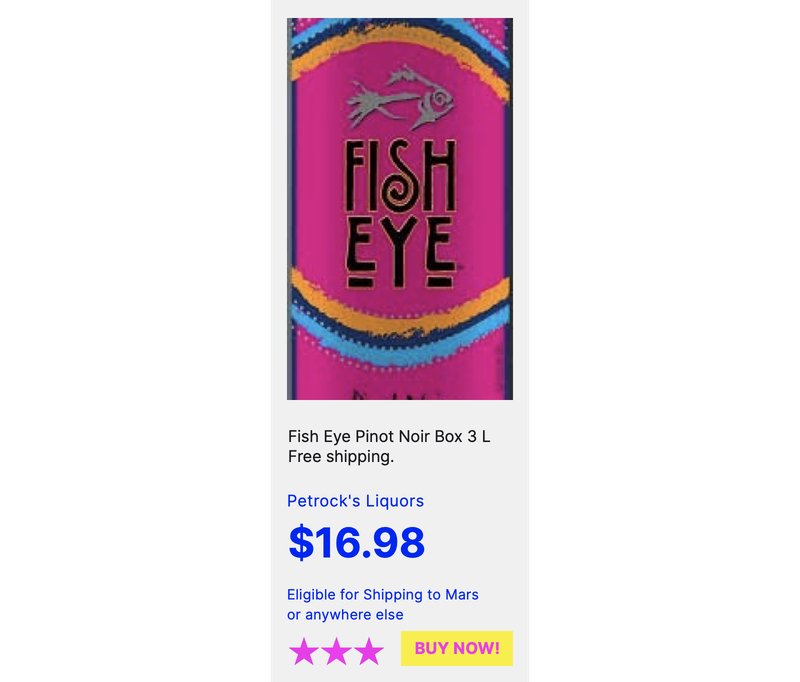 FISH
EYE
Fish Eye Pinot Noir Box 3 L
Free shipping.
Petrock's Liquors
$16.98
Eligible for Shipping to Mars
or anywhere else
BUY NOW!